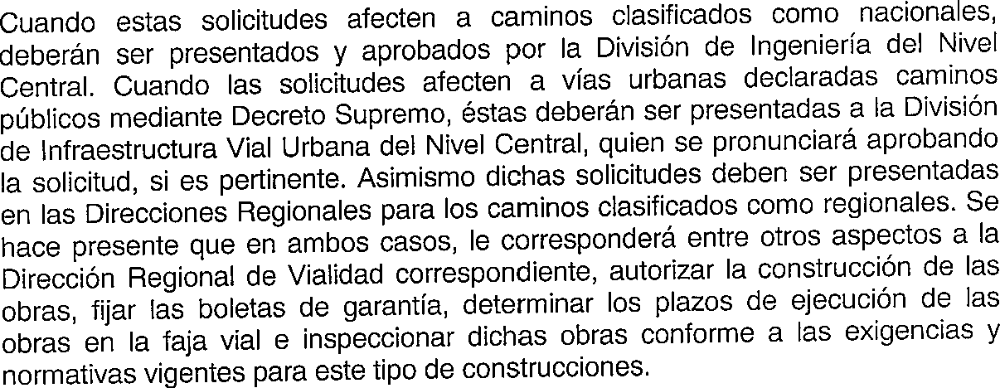 Cuando estas solicitudes afecten a caminos clasificados como nacionales,
deberán ser presentados y aprobados por la División de Ingeniería del Nivel
Central. Cuando las solicitudes afecten a vías urbanas declaradas caminos
públicos mediante Decreto Supremo, éstas deberán ser presentadas a la División
de Infraestructura Vial Urbana del Nivel Central, quien se pronunciará aprobando
la solicitud, si es pertinente. Asimismo dichas solicitudes deben ser presentadas
en las Direcciones Regionales para los caminos clasificados como regionales. Se
hace presente que en ambos casos, le corresponderá entre otros aspectos a la
Dirección Regional de Vialidad correspondiente, autorizar la construcción de las
obras, fijar las boletas de garantía, determinar los plazos de ejecución de las
obras en la faja vial e inspeccionar dichas obras conforme a las exigencias y
normativas vigentes para este tipo de construcciones.